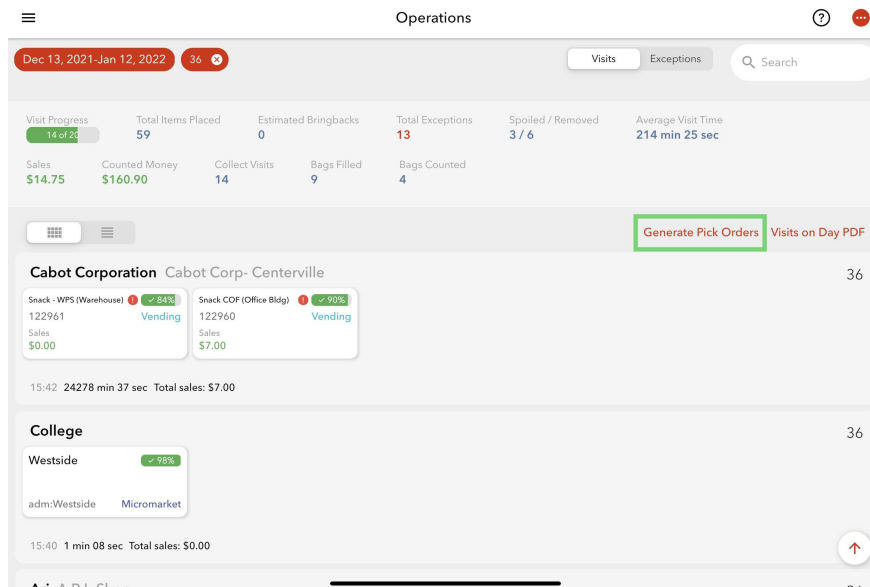 Operations
?
Dec 13, 2021-Jan 12, 2022 36
Visits Exceptions Search
Visit Progress Total Items Placed Estimated Bringbacks Total Exceptions Spoiled / Removed Average Visit Time
14 of 20 59 0 13 3 / 6 214 min 25 sec
Sales Counted Money Collect Visits Bags Filled Bags Counted
$14.75 $160.90 14 9 4
Generate Pick Orders Visits on Day PDF
Cabot Corporation Cabot Corp- Centerville 36
Snack - WPS (Warehouse) ! 84% Snack COF (Office Bldg) ! 90%
122961 Vending 122960 Vending
Sales Sales
$0.00 $7.00
15:42 24278 min 37 sec Total sales: $7.00
College 36
Westside 98%
adm:Westside Micromarket
15:40 1 min 08 sec Total sales: $0.00